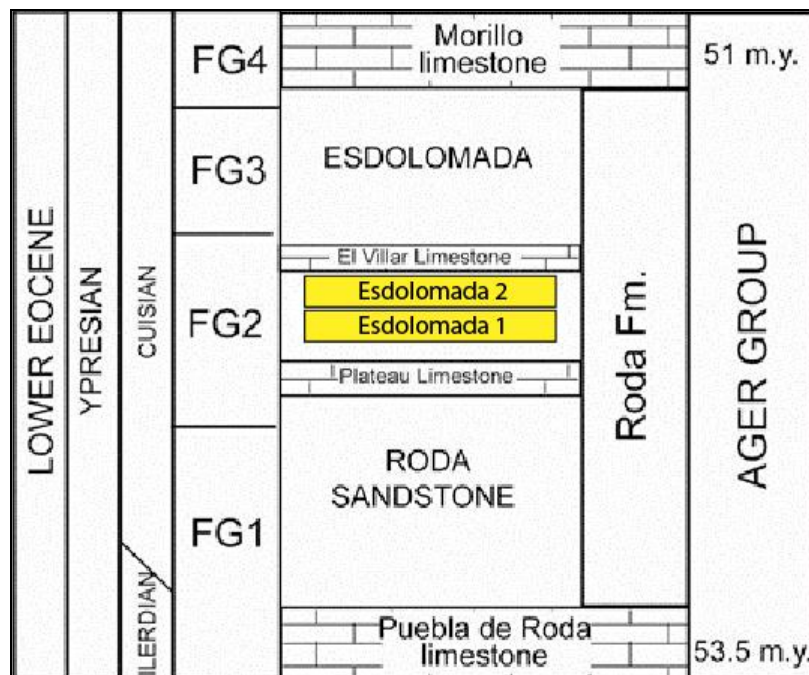 LOWER EOCENE
YPRESIAN
CUISIAN
ILERDIAN
FG4
FG3
FG2
FG1
Morillo
limestone
ESDOLOMADA
El Villar Limestone
Esdolomada 2
Esdolomada 1
Plateau Limestone
RODA
SANDSTONE
Puebla de Roda
limestone
Roda Fm.
51 m.y.
AGER GROUP
53.5 m.y.